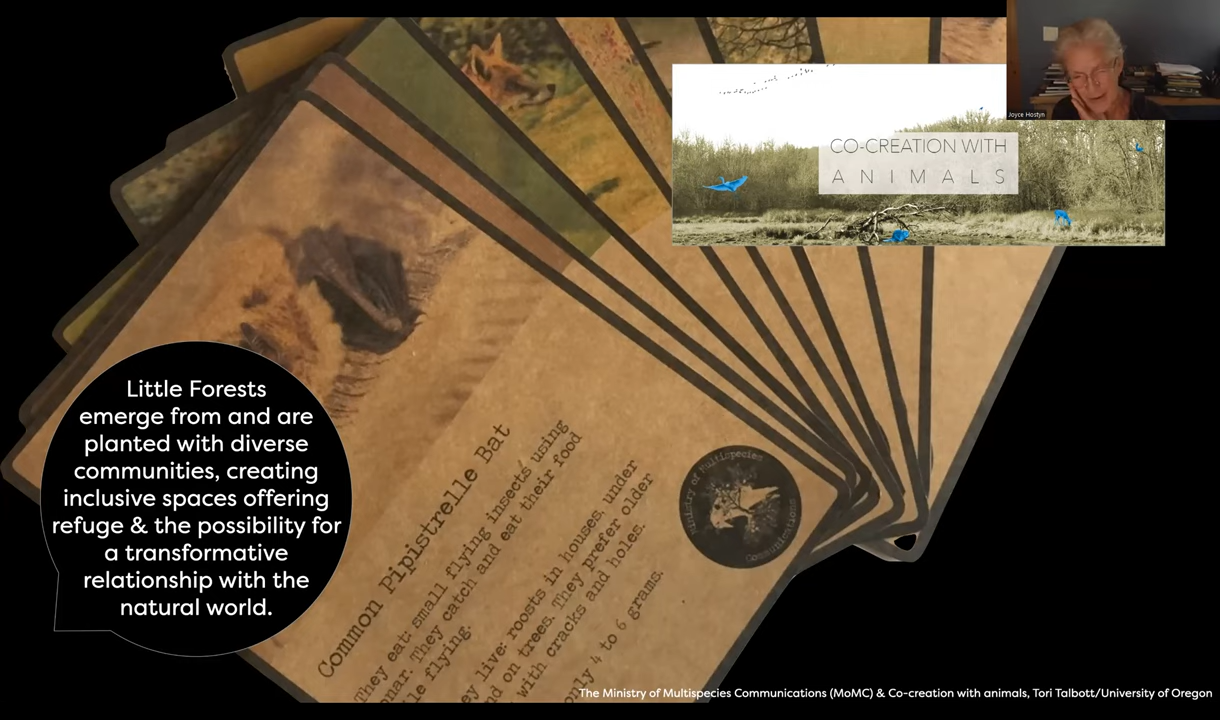 CO-CREATION WITH
ANIMALS
Joyce Hostyn
Little Forests
emerge from and are
planted with diverse
communities, creating
inclusive spaces offering
refuge & the possibility for
a transformative
relationship with the
natural world.
Common Pipistrelle Bat
They eat: small flying insects using
nar. They catch and eat their food
le flying.
ey live: roosts in houses, under
nd on trees. They prefer older
with cracks and holes.
only 4 to 6 grams.
Ministry of Multispecies
Communications
The Ministry of Multispecies Communications (MoMC) & Co-creation with animals, Tori Talbott/University of Oregon